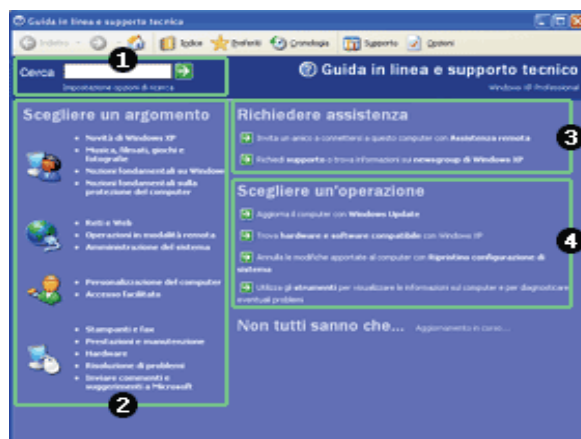 Guida in linea e supporto tecnico
Indietro
Indice
Preferiti
Cronologia
Supporto
Opzioni
1
Cerca
Impostazione opzioni di ricerca
Guida in linea e supporto tecnico
Windows XP Professional
Scegliere un argomento
Novità di Windows XP
Musica, filmati, giochi e
fotografie
Nozioni fondamentali su Window
Nozioni fondamentali sulla
protezione del computer
Reti e Web
Operazioni in modalità remota
Amministrazione del sistema
Personalizzazione del computer
Accesso facilitato
Stampanti e fax
Prestazioni e manutenzione
Hardware
Risoluzione di problemi
Inviare commenti e
suggerimenti a Microsoft
2
Richiedere assistenza
Invita un amico a connettersi a questo computer con Assistenza remota
Richiedi supporto o trova informazioni su newsgroup di Windows XP
3
Scegliere un'operazione
Aggiorna il computer con Windows Update
Trova hardware e software compatibile con Windows XP
Annulla le modifiche apportate al computer con Ripristino configurazione di
sistema
Utilizza gli strumenti per visualizzare le informazioni sul computer e per diagnosticare
eventuali problemi
4
Non tutti sanno che...
Aggiornamento in corso...